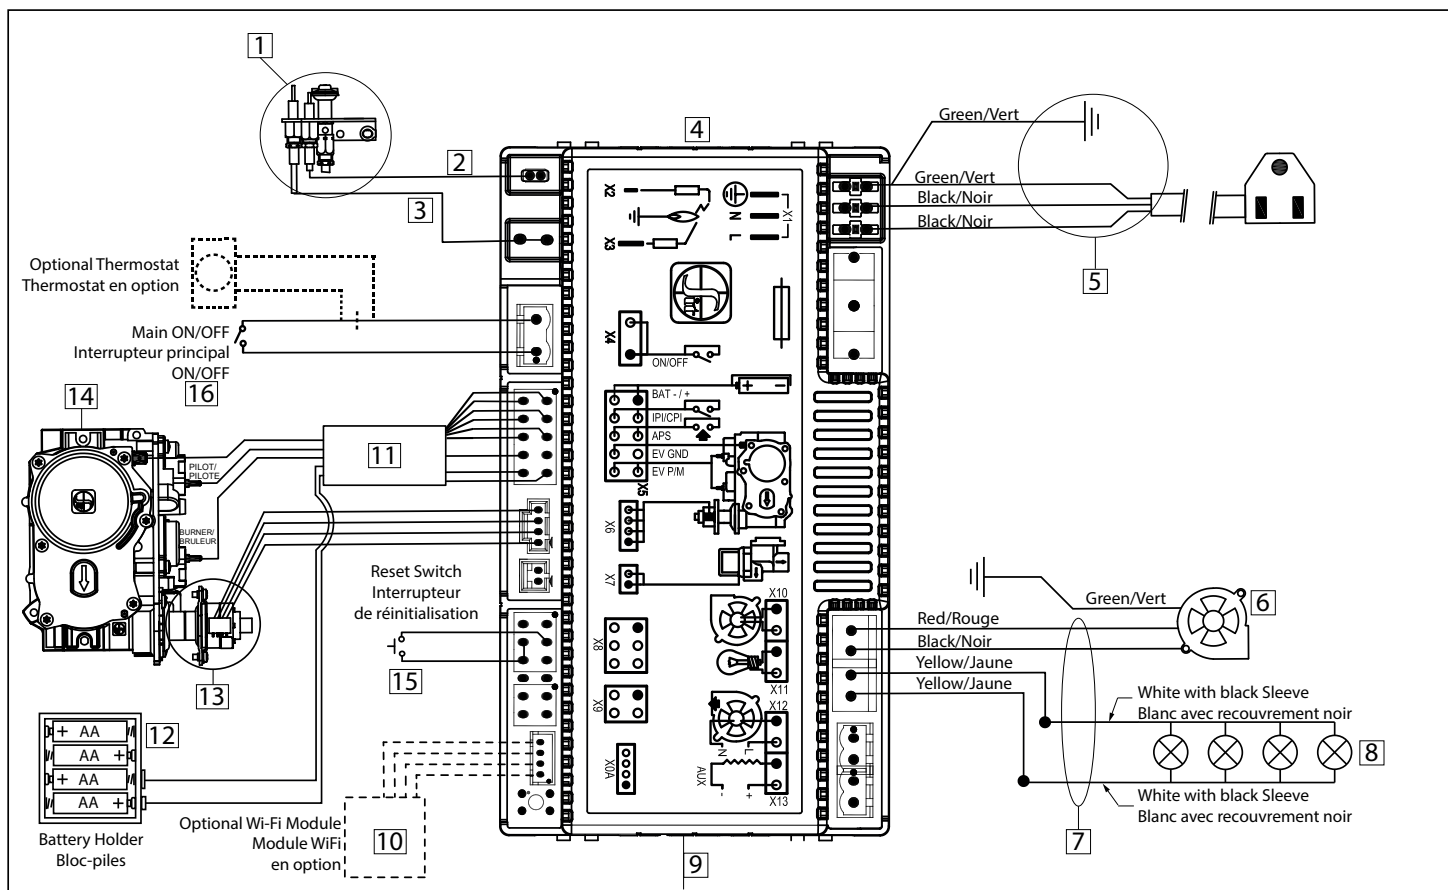 1
2
3
4
5
6
7
8
9
10
11
12
13
14
15
16
Green/Vert
Green/Vert
Black/Noir
Black/Noir
Optional Thermostat
Thermostat en option
Main ON/OFF
Interrupteur principal
ON/OFF
PILOT/
PILOTE
BURNER/
BRULEUR
Reset Switch
Interrupteur
de réinitialisation
+ AA
AA +
+ AA
AA +
Battery Holder
Bloc-piles
Optional Wi-Fi Module
Module WiFi
en option
X2
X3
X1
N
L
X4
ON/OFF
+ -
BAT - / +
IPI/CPI
APS
EV GND
EV P/M
X5
X6
X7
X8
X9
X0A
X10
X11
X12
X13
N
L
AUX
- +
Green/Vert
Red/Rouge
Black/Noir
Yellow/Jaune
Yellow/Jaune
White with black Sleeve
Blanc avec recouvrement noir
White with black Sleeve
Blanc avec recouvrement noir